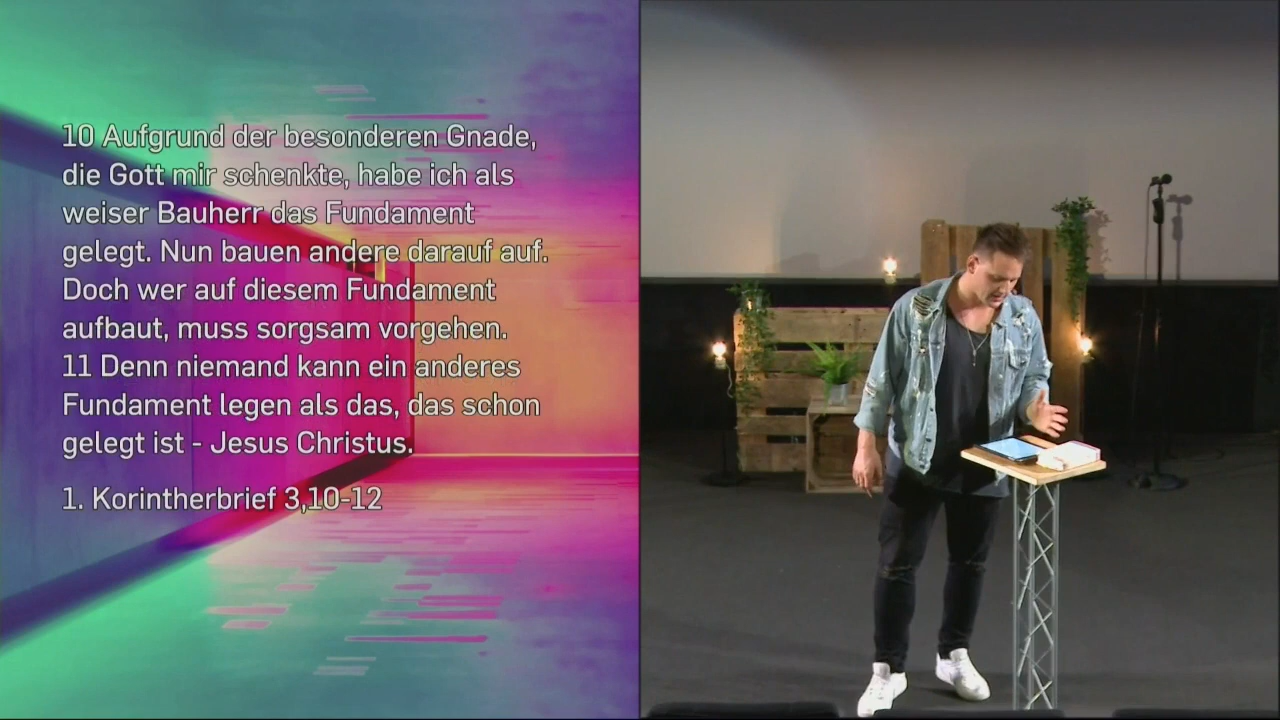 10 Aufgrund der besonderen Gnade,
die Gott mir schenkte, habe ich als
weiser Bauherr das Fundament
gelegt. Nun bauen andere darauf auf.
Doch wer auf diesem Fundament
aufbaut, muss sorgsam vorgehen.
11 Denn niemand kann ein anderes
Fundament legen als das, das schon
gelegt ist - Jesus Christus.
1. Korintherbrief 3,10-12